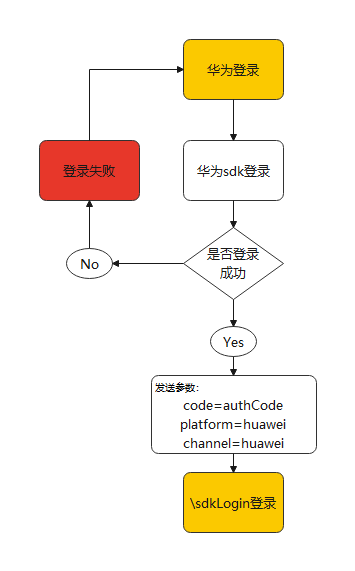 华为登录
登录失败
华为sdk登录
是否登录
成功
No
Yes
发送参数：
code=authCode
platform=huawei
channel=huawei
\sdkLogin登录